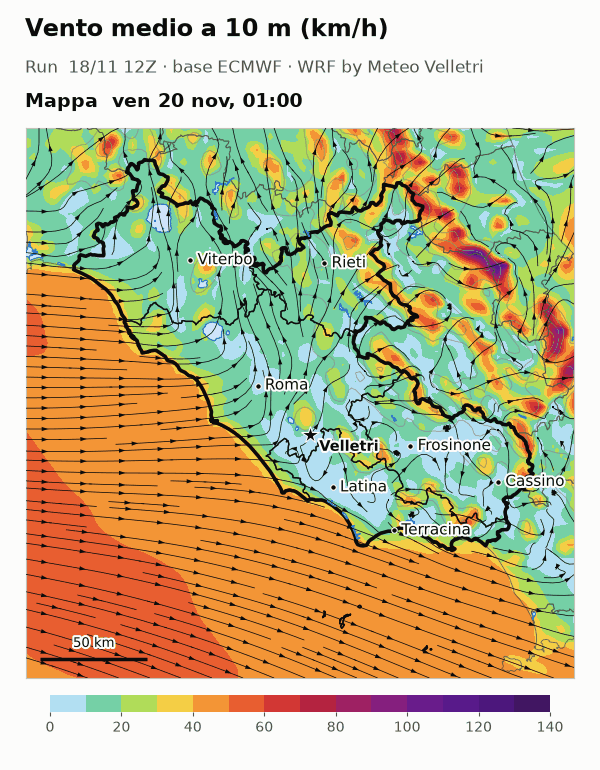 Vento medio a 10 m (km/h)
Run  18/11 12Z · base ECMWF · WRF by Meteo Velletri
Mappa  ven 20 nov, 01:00
Viterbo
Rieti
Roma
Velletri
Frosinone
Latina
Cassino
Terracina
50 km
0 20 40 60 80 100 120 140